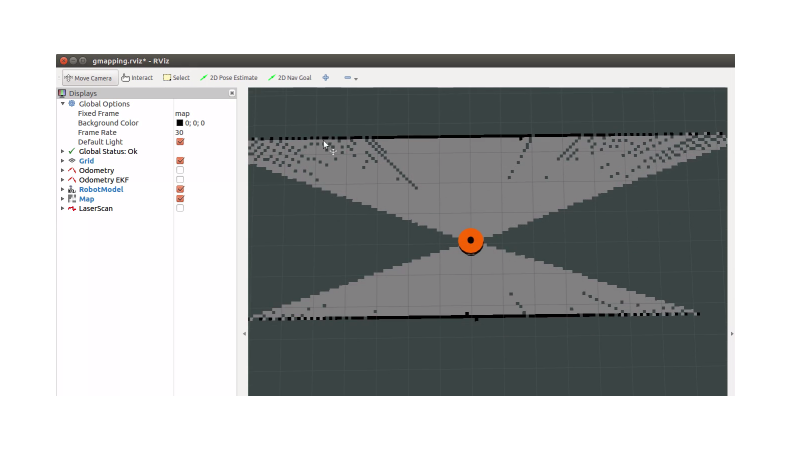 gmapping.rviz* - RViz
Move Camera Interact Select 2D Pose Estimate 2D Nav Goal
Displays
Global Options
Fixed Frame map
Background Color 0; 0; 0
Frame Rate 30
Default Light
Global Status: Ok
Grid
Odometry
Odometry EKF
RobotModel
Map
LaserScan